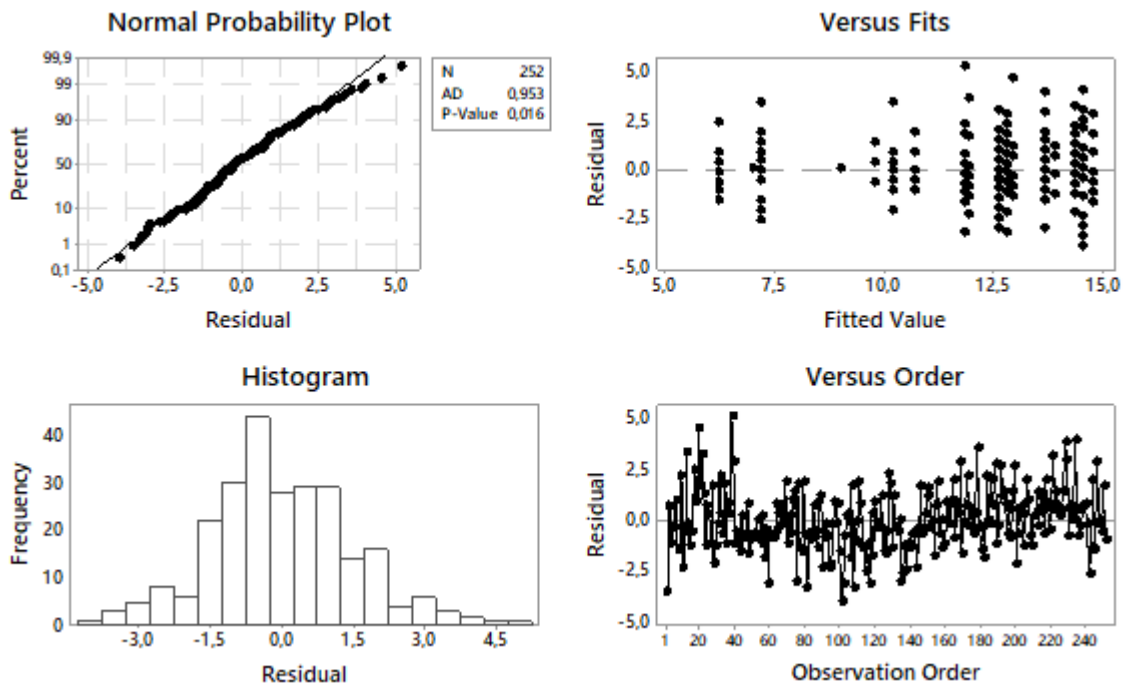 Normal Probability Plot
99,9
99
90
50
10
1
0,1
Percent
-5,0 -2,5 0,0 2,5 5,0
Residual
N 252
AD 0,953
P-Value 0,016
Versus Fits
5,0
2,5
0,0
-2,5
-5,0
Residual
5,0 7,5 10,0 12,5 15,0
Fitted Value
Histogram
40
30
20
10
0
Frequency
-3,0 -1,5 0,0 1,5 3,0 4,5
Residual
Versus Order
5,0
2,5
0,0
-2,5
-5,0
Residual
1 20 40 60 80 100 120 140 160 180 200 220 240
Observation Order